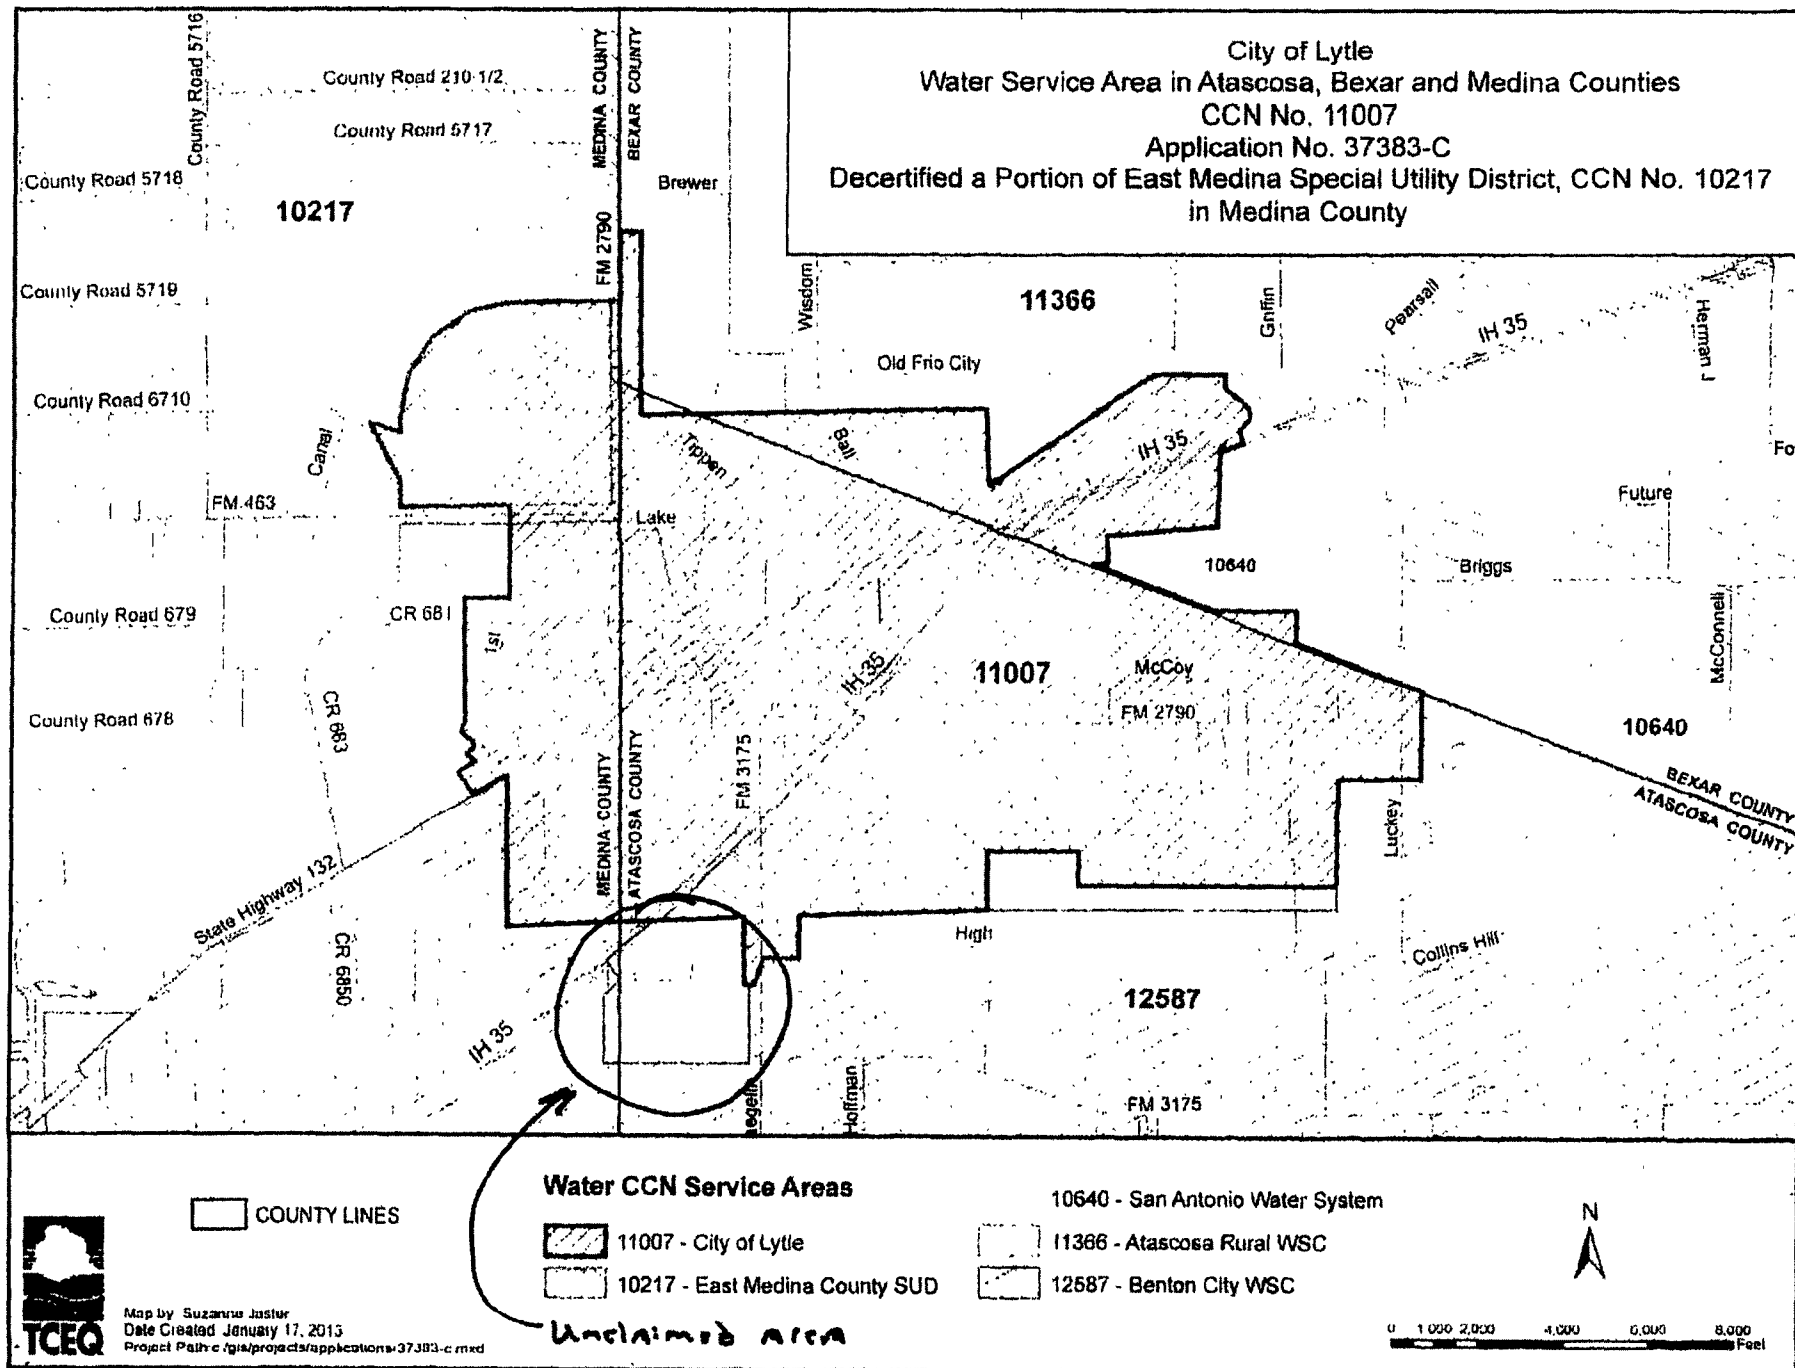 City of Lytle
Water Service Area in Atascosa, Bexar and Medina Counties
CCN No. 11007
Application No. 37383-C
Decertified a Portion of East Medina Special Utility District, CCN No. 10217
in Medina County
County Road 5716
County Road 210 1/2
County Road 5717
MEDINA COUNTY
BEXAR COUNTY
Brewer
County Road 5718
10217
FM 2790
County Road 5719
Wisdom
11366
Griffin
Pearsall
IH 35
Herman J
Old Frio City
County Road 6710
Canal
Tippen
Ball
IH 35
Fo
FM 463
Lake
Future
10640
Briggs
County Road 679
CR 681
1st
McConnell
IH 35
11007
McCoy
FM 2790
County Road 678
CR 683
FM 3175
10640
MEDINA COUNTY
ATASCOSA COUNTY
BEXAR COUNTY
ATASCOSA COUNTY
Luckey
State Highway 132
CR 6850
High
Collins Hill
12587
IH 35
Hoffman
FM 3175
COUNTY LINES
Water CCN Service Areas
11007 - City of Lytle
10217 - East Medina County SUD
10640 - San Antonio Water System
11366 - Atascosa Rural WSC
12587 - Benton City WSC
N
TCEQ
Map by Suzanne Jaster
Date Created January 17, 2013
Project Path c:/gis/projects/applications/37383-c.mxd
Unclaimed Area
0 1,000 2,000 4,000 6,000 8,000
Feet